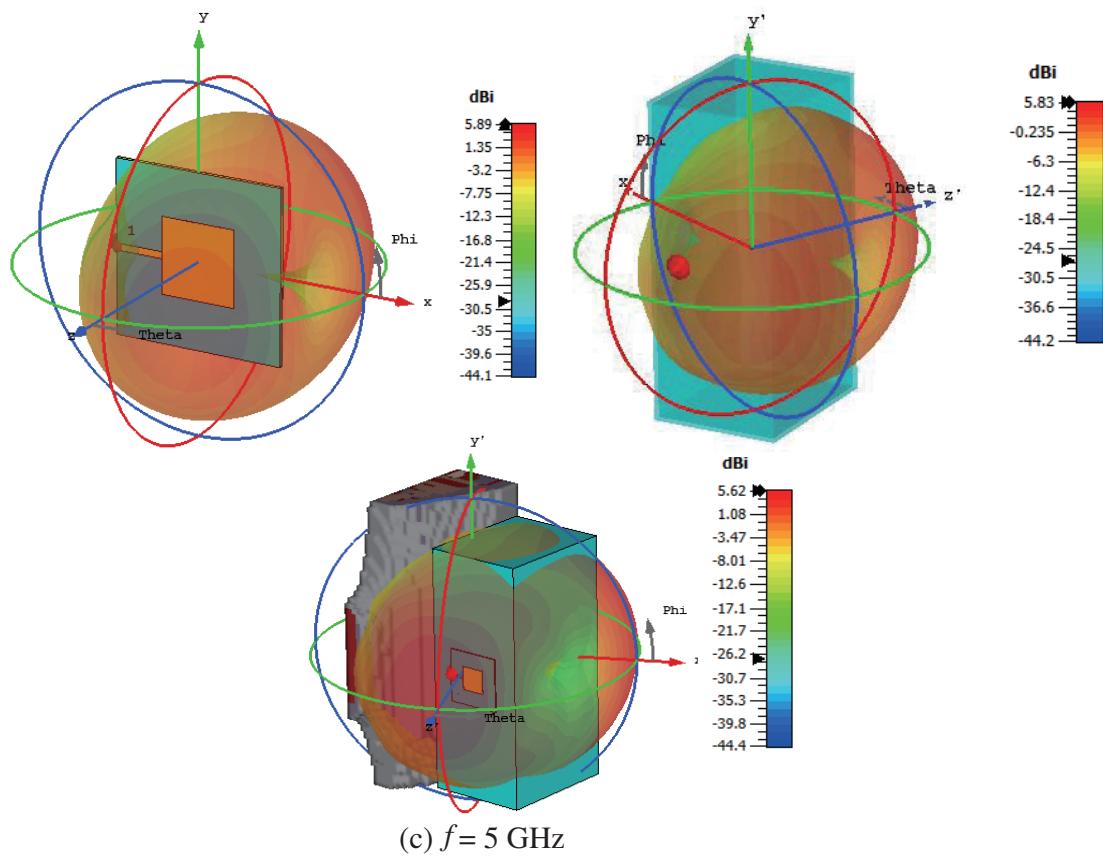 y
dBi
5.89
1.35
-3.2
-7.75
-12.3
-16.8
-21.4
-25.9
-30.5
-35
-39.6
-44.1
1
Phi
x
z
Theta
y'
dBi
5.83
-0.235
-6.3
-12.4
-18.4
-24.5
-30.5
-36.6
-44.2
Phi
x
Theta
z'
y'
dBi
5.62
1.08
-3.47
-8.01
-12.6
-17.1
-21.7
-26.2
-30.7
-35.3
-39.8
-44.4
Phi
z'
Theta
(c) f = 5 GHz